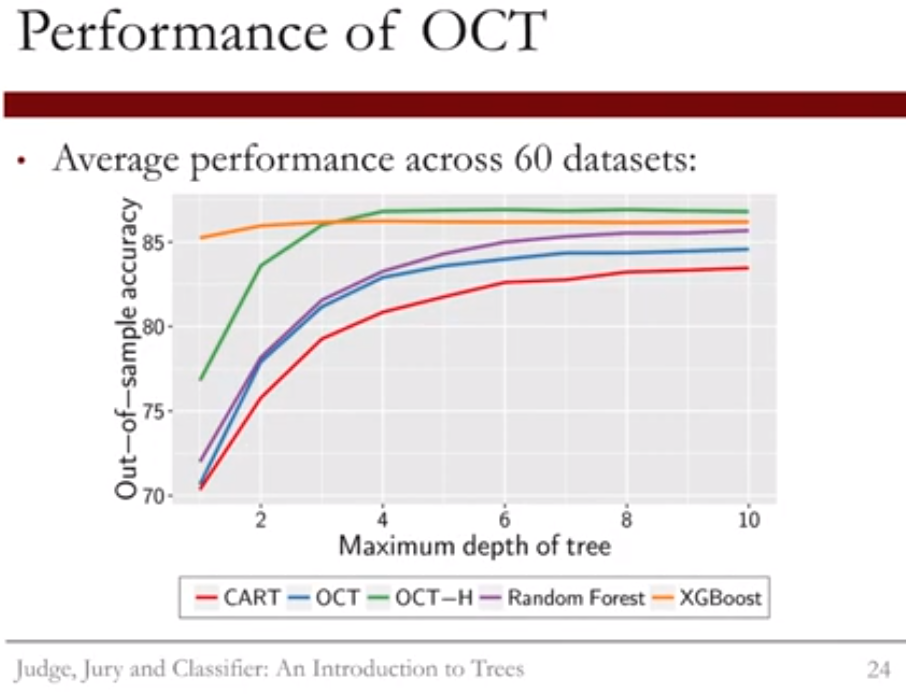 Performance of OCT
• Average performance across 60 datasets:
Out−of−sample accuracy
85
80
75
70
2 4 6 8 10
Maximum depth of tree
CART OCT OCT−H Random Forest XGBoost
Judge, Jury and Classifier: An Introduction to Trees 24